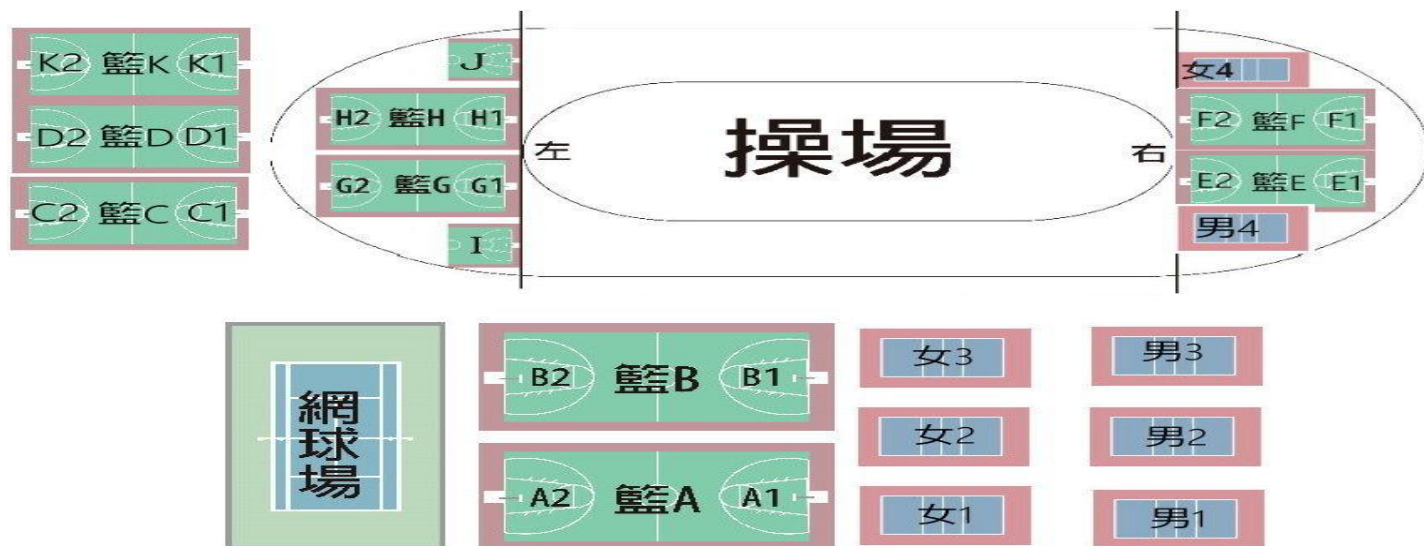 K2 籃K K1
D2 籃D D1
C2 籃C C1
J
H2 籃H H1
G2 籃G G1
I
左
操場
右
女4
F2 籃F F1
E2 籃E E1
男4
網球場
B2 籃B B1
A2 籃A A1
女3
男3
女2
男2
女1
男1